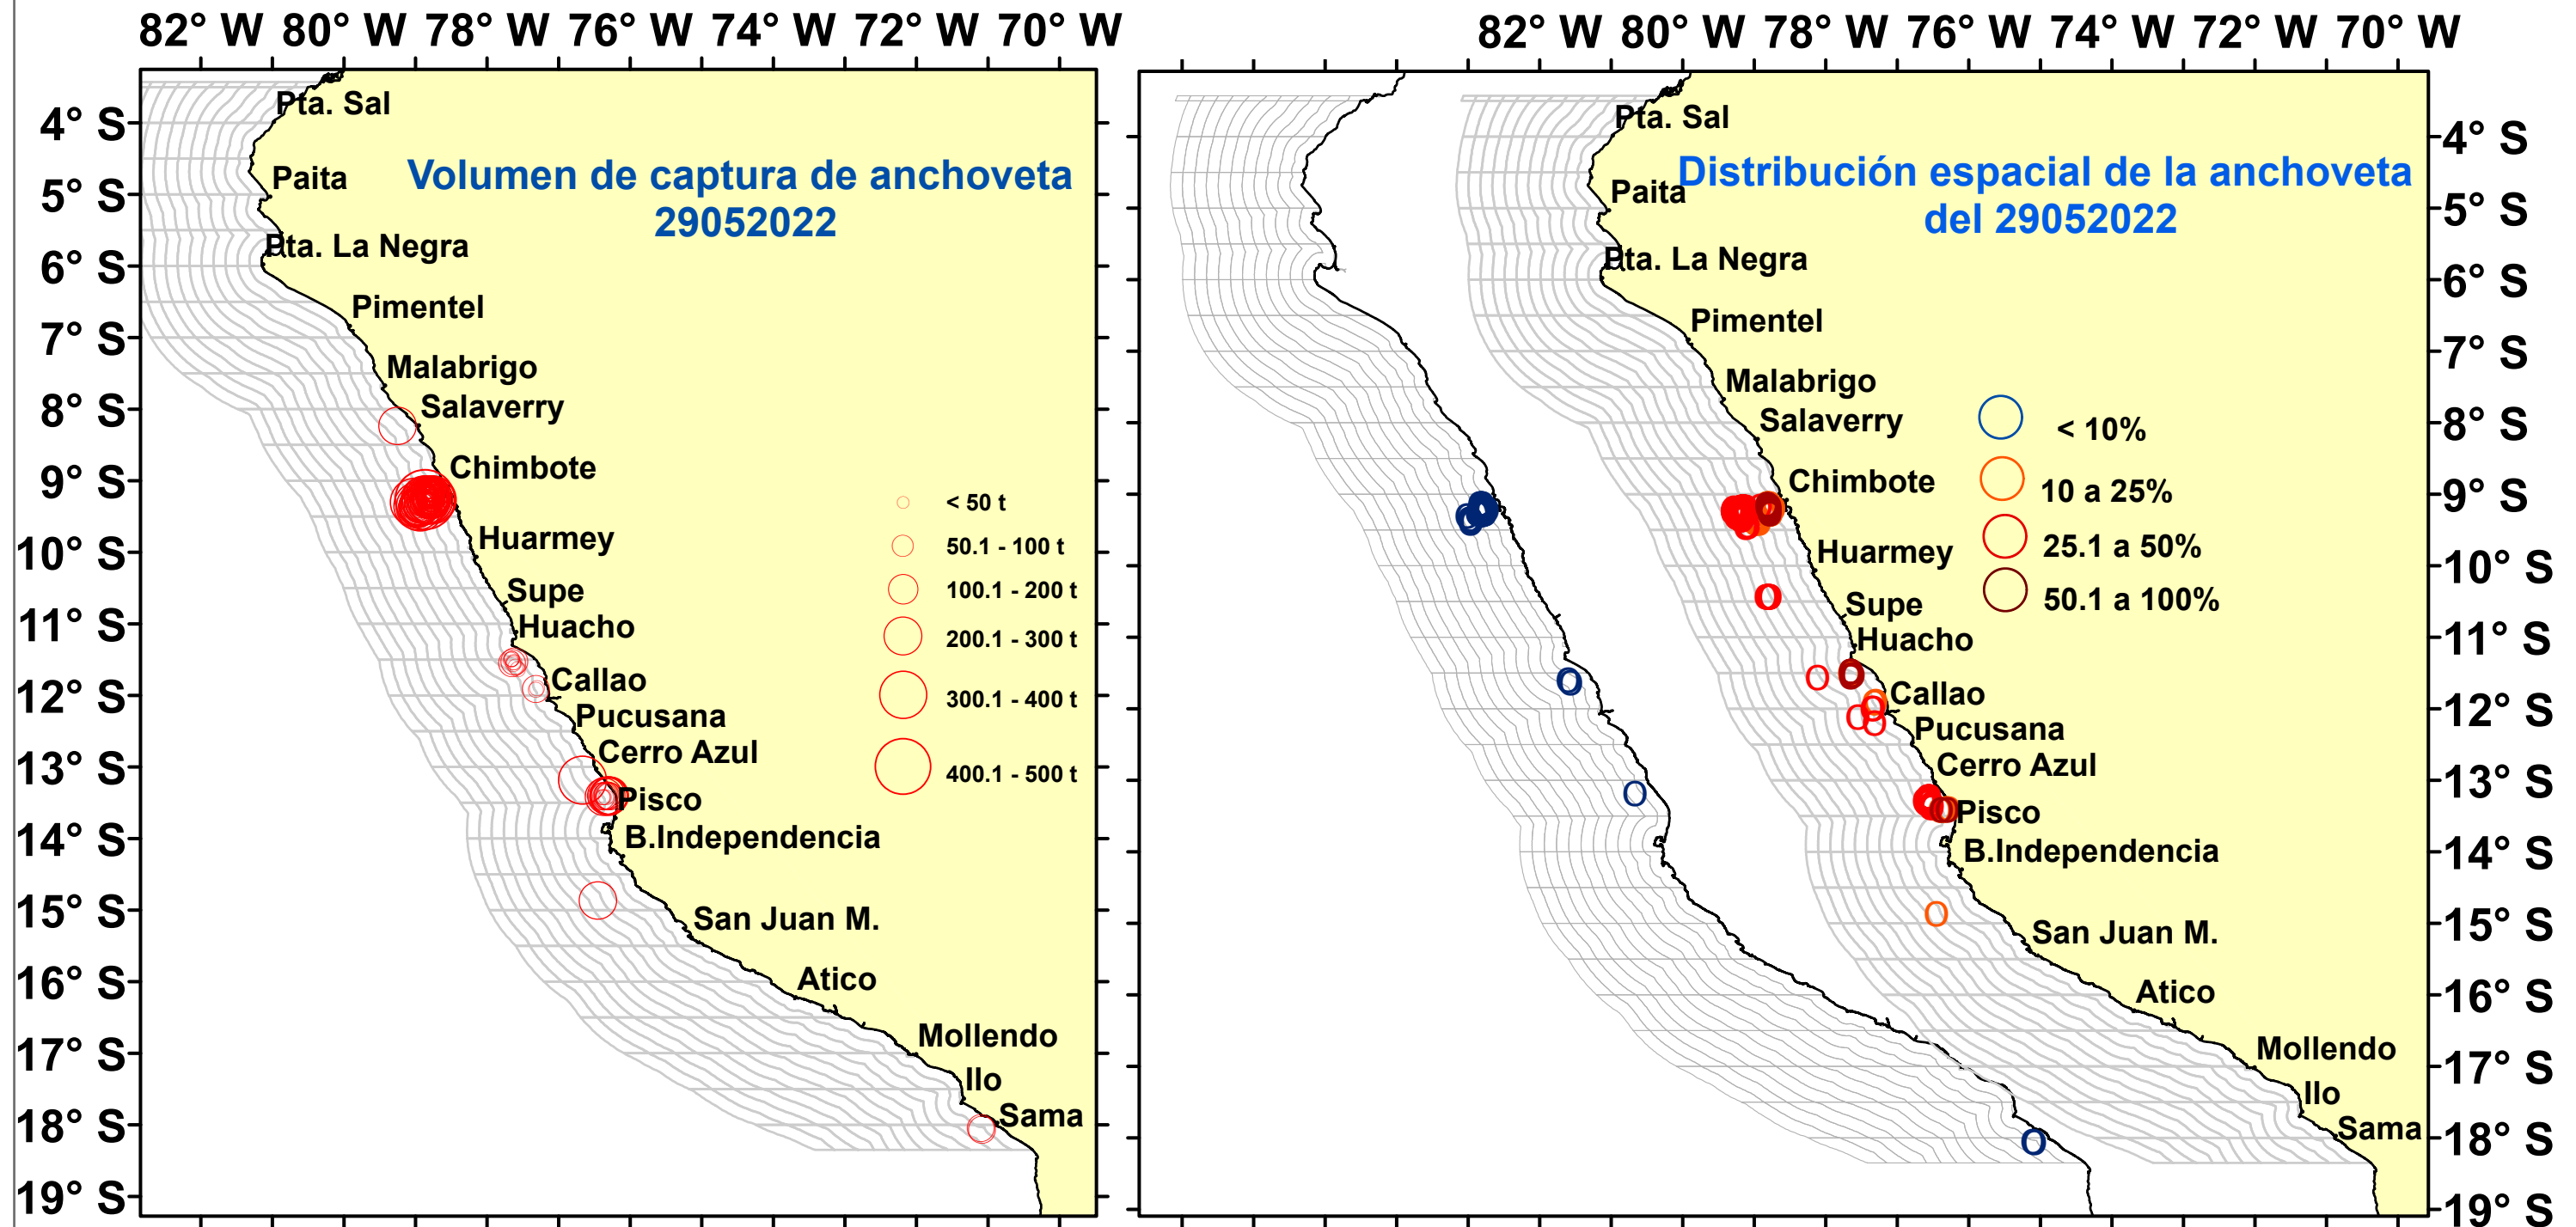 82° W 80° W 78° W 76° W 74° W 72° W 70° W
4° S
5° S
6° S
7° S
8° S
9° S
10° S
11° S
12° S
13° S
14° S
15° S
16° S
17° S
18° S
19° S
Volumen de captura de anchoveta
29052022
Pta. Sal
Paita
Pta. La Negra
Pimentel
Malabrigo
Salaverry
Chimbote
Huarmey
Supe
Huacho
Callao
Pucusana
Cerro Azul
Pisco
B.Independencia
San Juan M.
Atico
Mollendo
Ilo
Sama
< 50 t
50.1 - 100 t
100.1 - 200 t
200.1 - 300 t
300.1 - 400 t
400.1 - 500 t
82° W 80° W 78° W 76° W 74° W 72° W 70° W
Distribución espacial de la anchoveta
del 29052022
Pta. Sal
Paita
Pta. La Negra
Pimentel
Malabrigo
Salaverry
Chimbote
Huarmey
Supe
Huacho
Callao
Pucusana
Cerro Azul
Pisco
B.Independencia
San Juan M.
Atico
Mollendo
Ilo
Sama
< 10%
10 a 25%
25.1 a 50%
50.1 a 100%
4° S
5° S
6° S
7° S
8° S
9° S
10° S
11° S
12° S
13° S
14° S
15° S
16° S
17° S
18° S
19° S